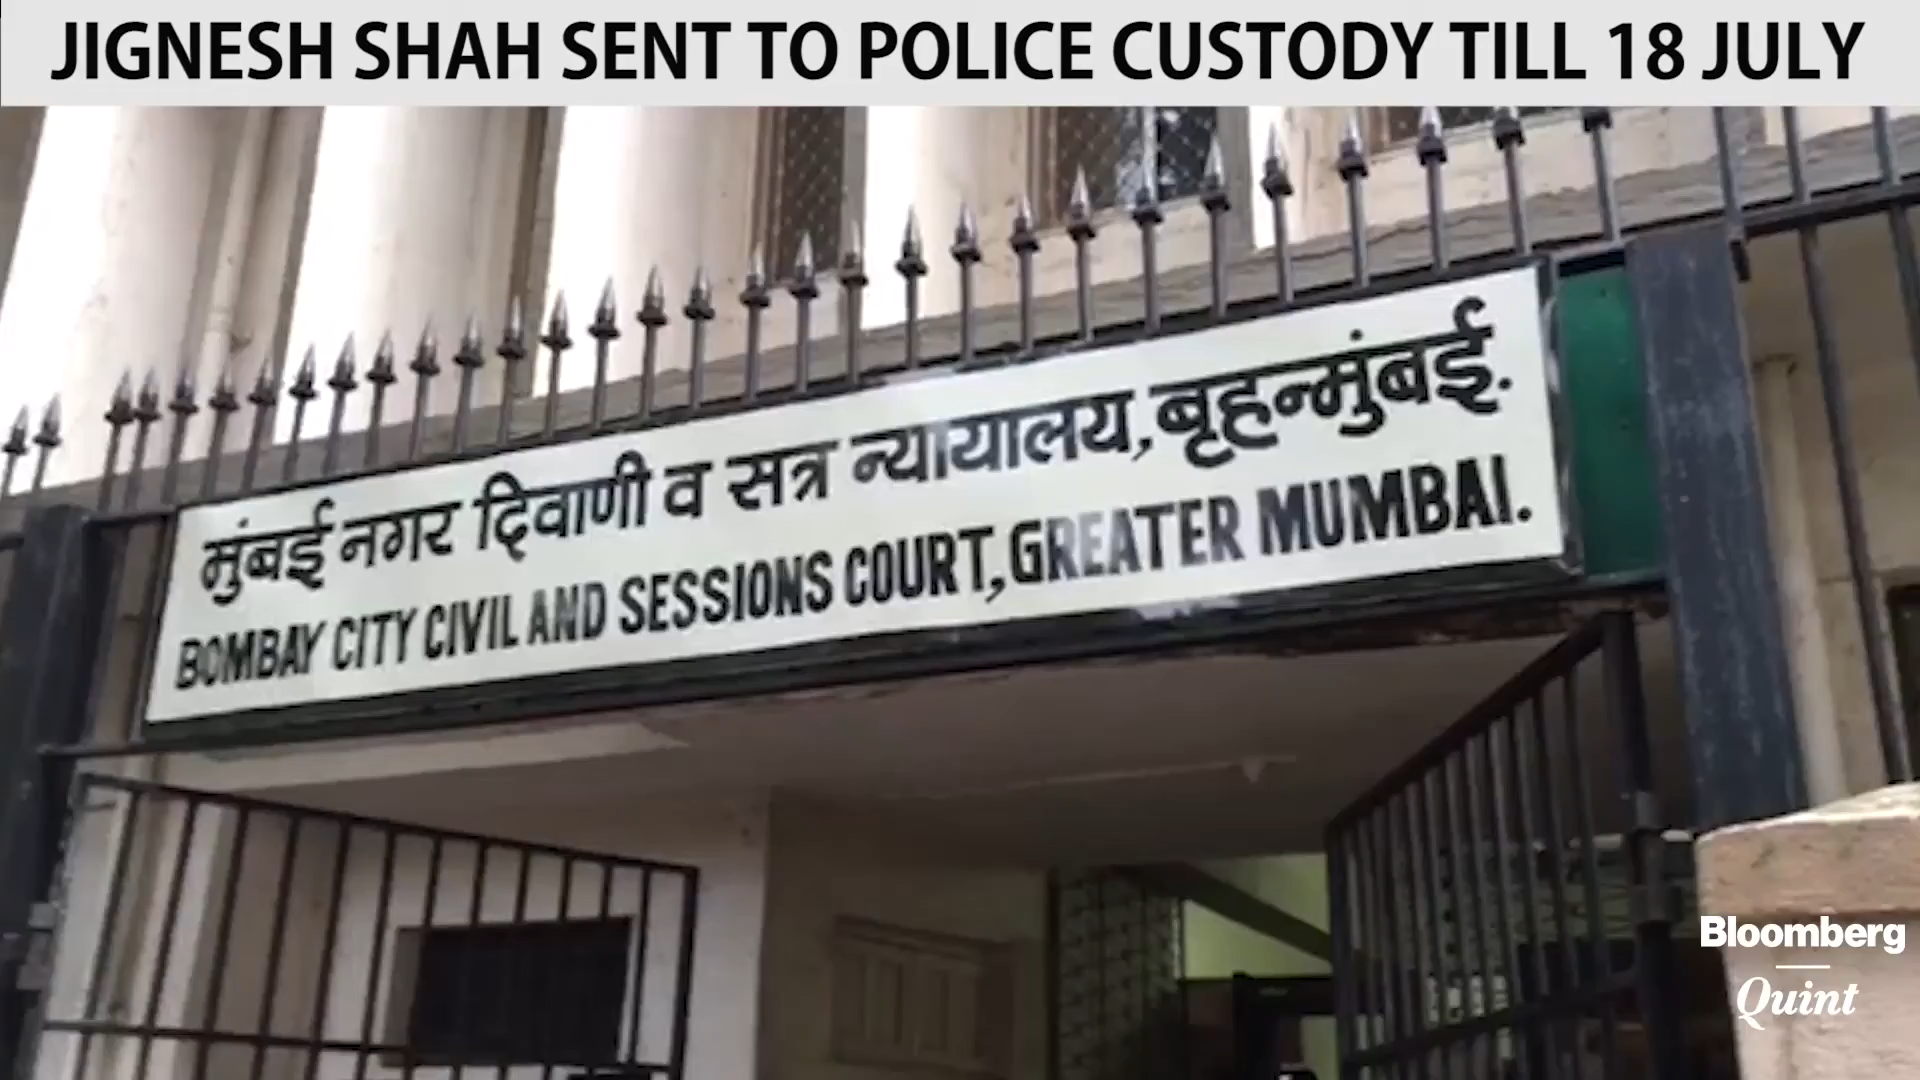 JIGNESH SHAH SENT TO POLICE CUSTODY TILL 18 JULY
मुंबई नगर दिवाणी व सत्र न्यायालय, बृहन्मुंबई.
BOMBAY CITY CIVIL AND SESSIONS COURT, GREATER MUMBAI.
Bloomberg
Quint